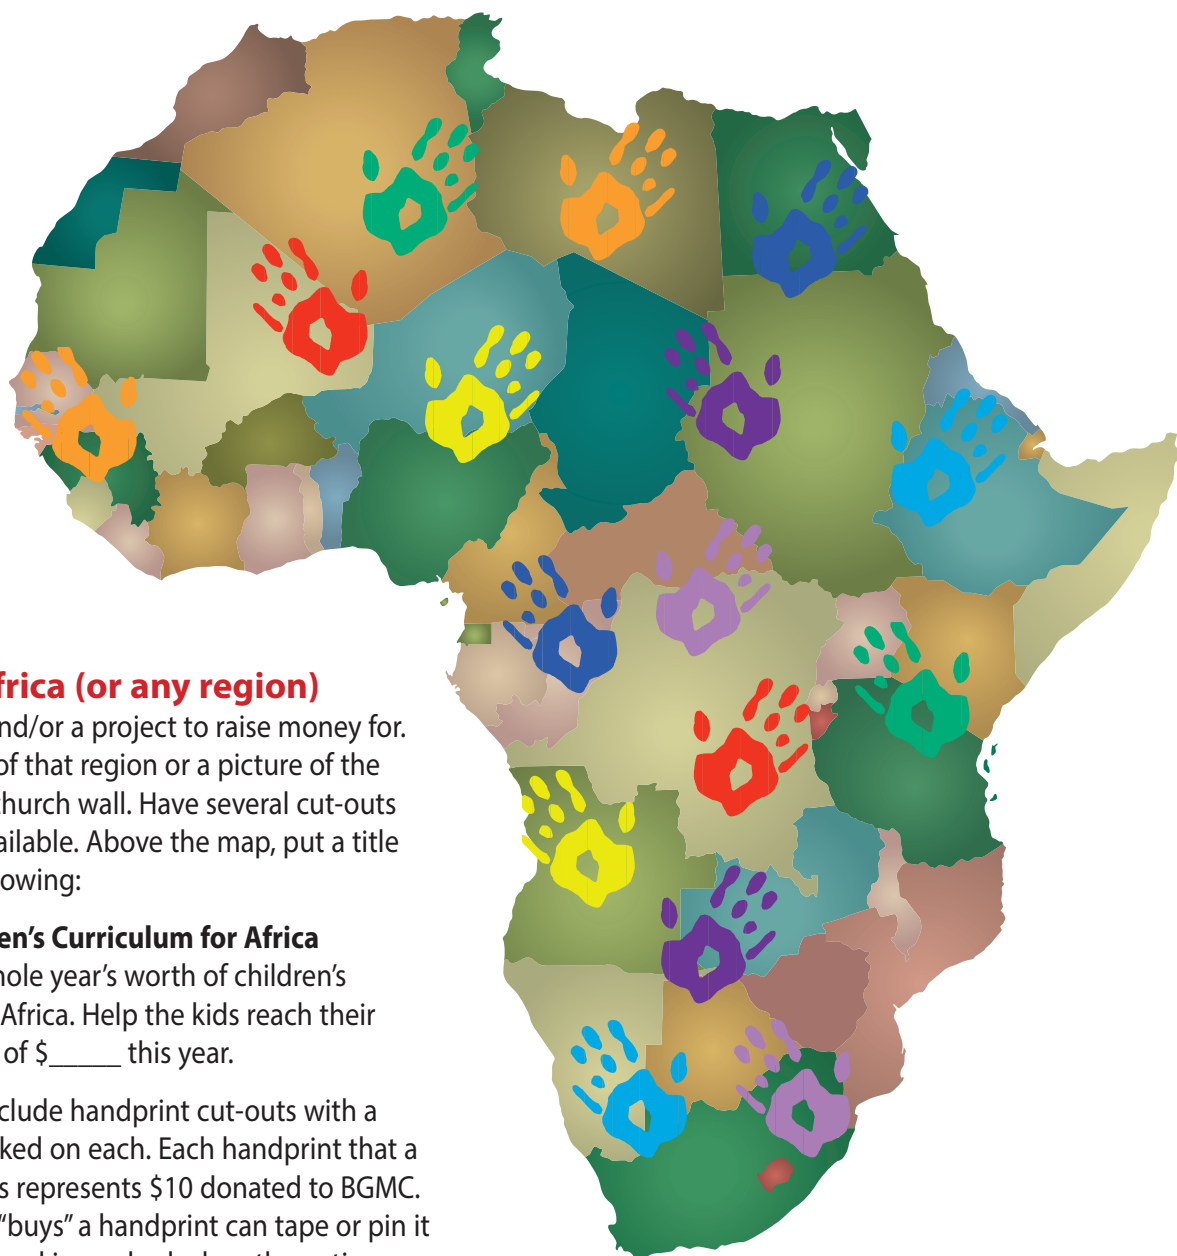 frica (or any region)
nd/or a project to raise money for.
of that region or a picture of the
church wall. Have several cut-outs
ailable. Above the map, put a title
owing:
en’s Curriculum for Africa
hole year’s worth of children’s
Africa. Help the kids reach their
of $_____ this year.
clude handprint cut-outs with a
ked on each. Each handprint that a
s represents $10 donated to BGMC.
“buys” a handprint can tape or pin it